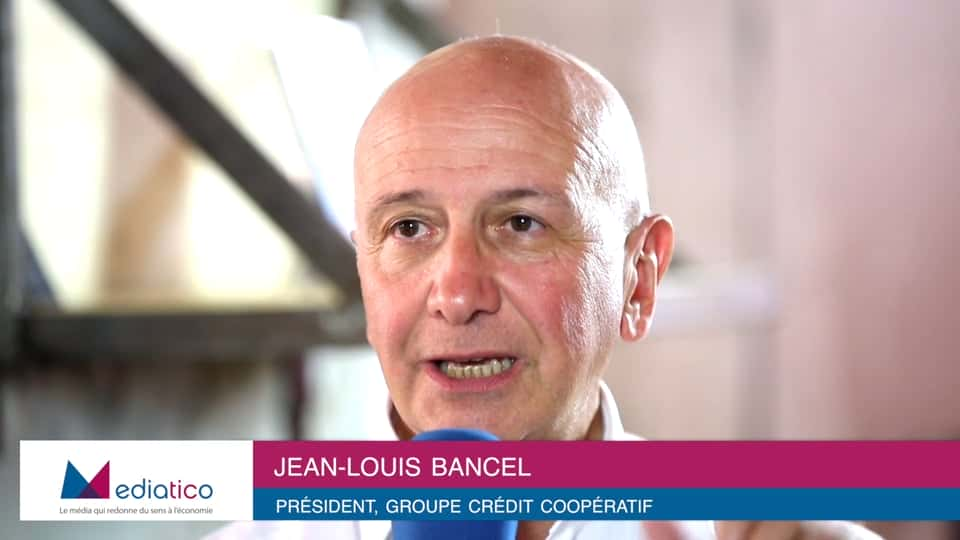 JEAN-LOUIS BANCEL
Mediatico
Le média qui redonne du sens à l'économie
PRÉSIDENT, GROUPE CRÉDIT COOPÉRATIF